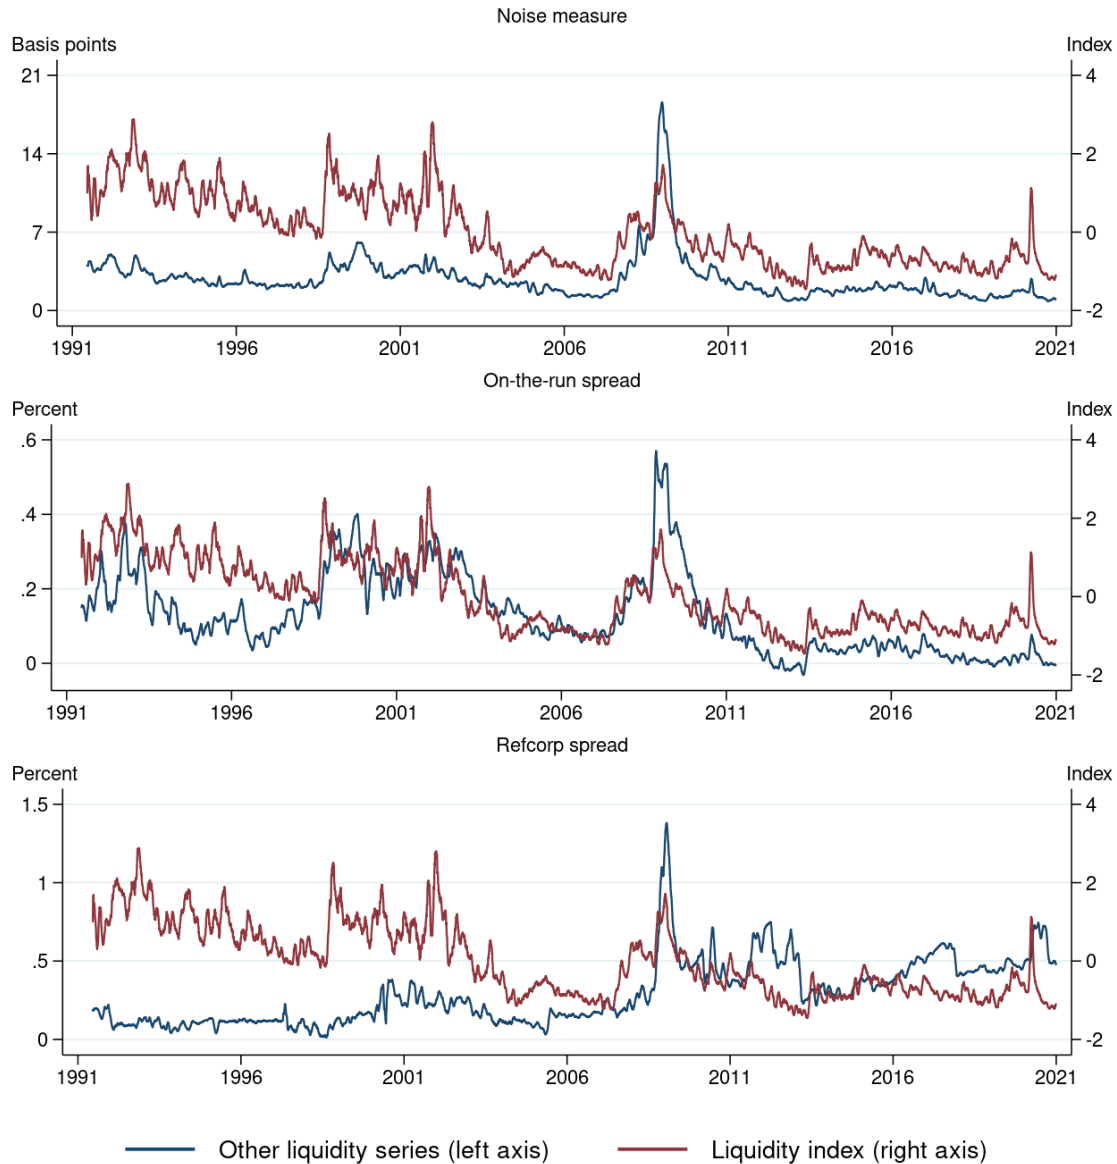 Noise measure
Basis points Index
21 4
14 2
7 0
0 -2
1991 1996 2001 2006 2011 2016 2021
On-the-run spread
Percent Index
.6 4
.4 2
.2 0
0 -2
1991 1996 2001 2006 2011 2016 2021
Refcorp spread
Percent Index
1.5 4
1 2
.5 0
0 -2
1991 1996 2001 2006 2011 2016 2021
Other liquidity series (left axis) Liquidity index (right axis)